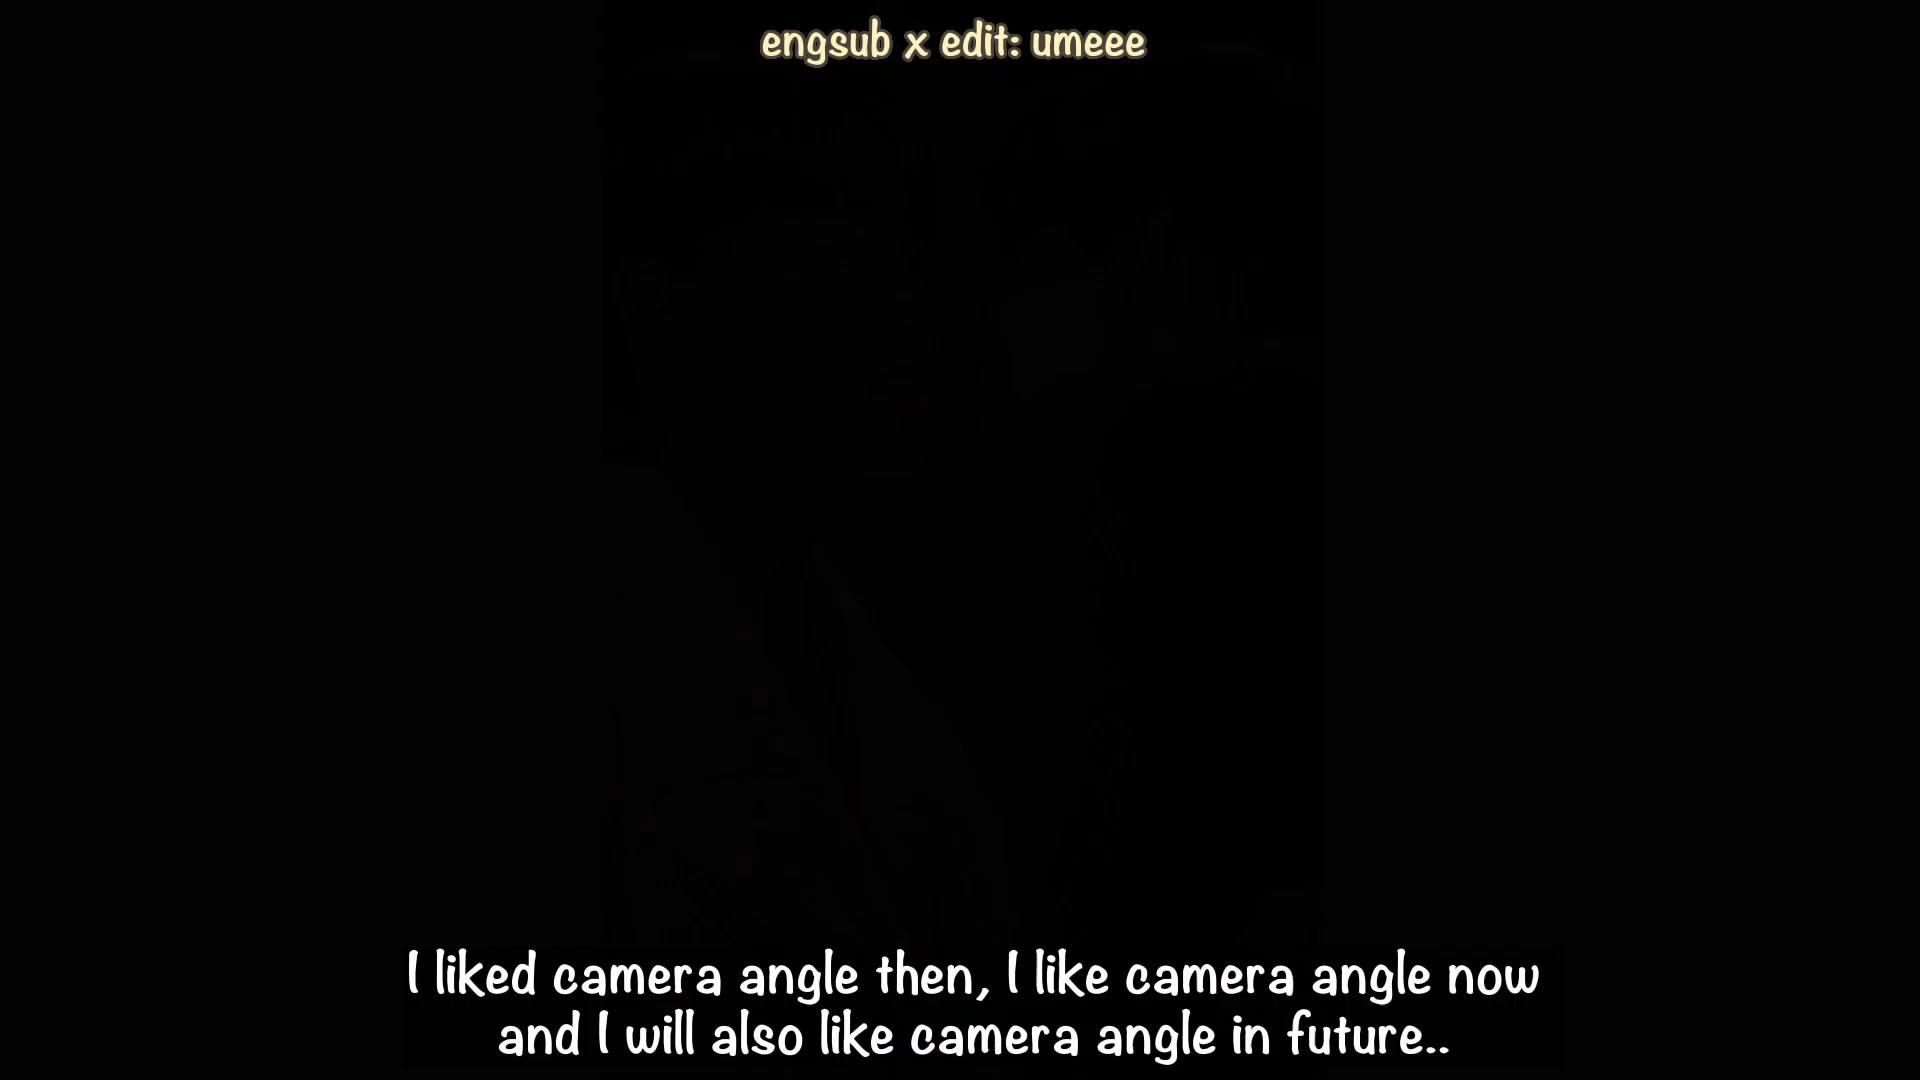 engsub x edit: umeee
I liked camera angle then, I like camera angle now
and I will also like camera angle in future..